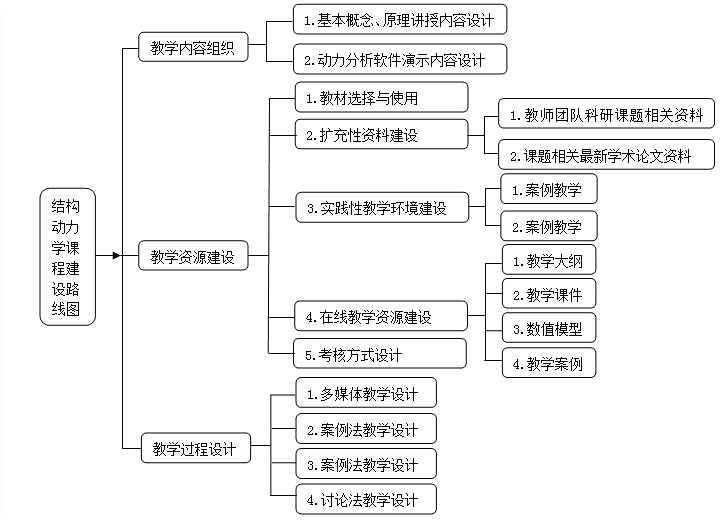 结构
动力
学课
程建
设路
线图
教学内容组织
1.基本概念、原理讲授内容设计
2.动力分析软件演示内容设计
教学资源建设
1.教材选择与使用
2.扩充性资料建设
1.教师团队科研课题相关资料
2.课题相关最新学术论文资料
3.实践性教学环境建设
1.案例教学
2.案例教学
4.在线教学资源建设
1.教学大纲
2.教学课件
3.数值模型
4.教学案例
5.考核方式设计
教学过程设计
1.多媒体教学设计
2.案例法教学设计
3.案例法教学设计
4.讨论法教学设计